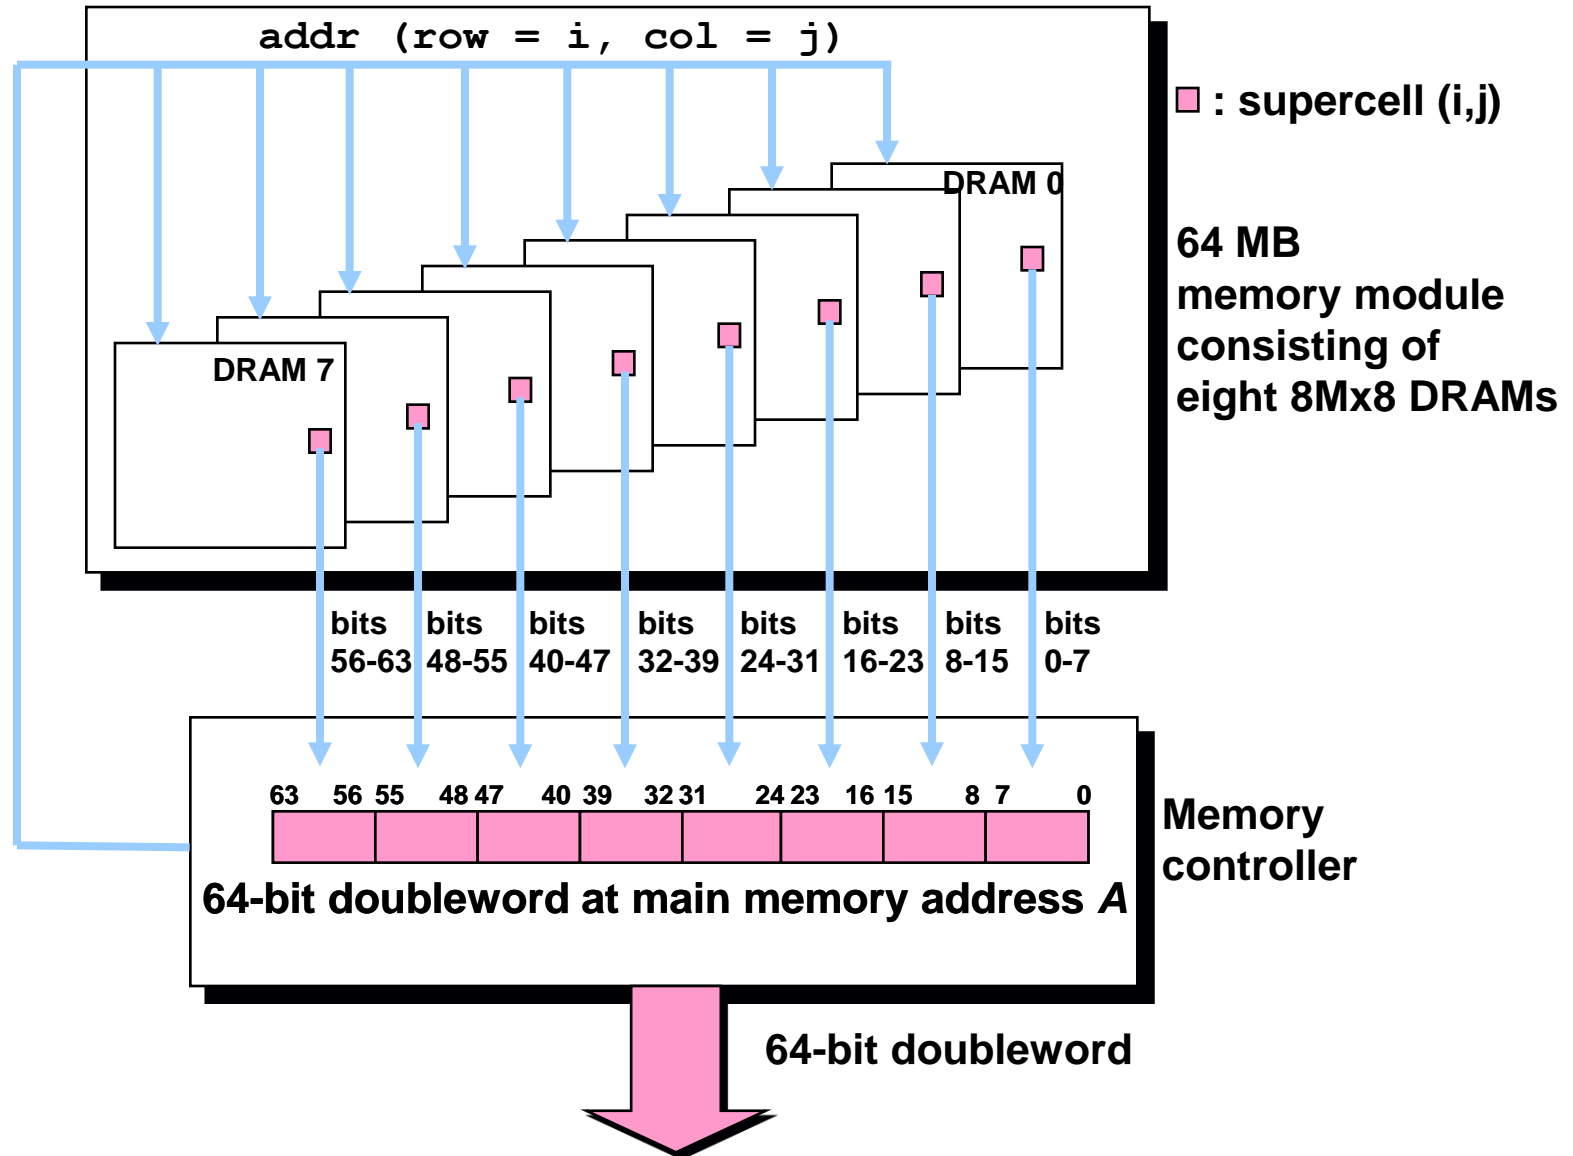 addr (row = i, col = j)
: supercell (i,j)
DRAM 0
64 MB
memory module
consisting of
eight 8Mx8 DRAMs
DRAM 7
bits
56-63
bits
48-55
bits
40-47
bits
32-39
bits
24-31
bits
16-23
bits
8-15
bits
0-7
63 56 55 48 47 40 39 32 31 24 23 16 15 8 7 0
Memory
controller
64-bit doubleword at main memory address A
64-bit doubleword